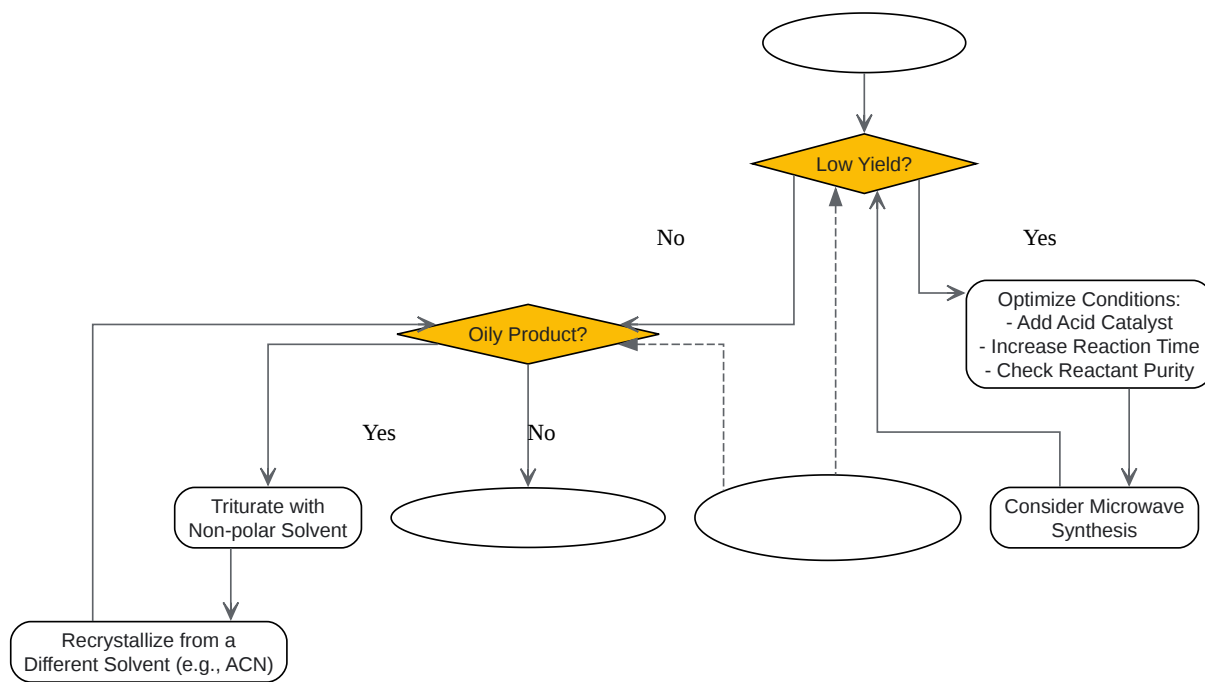 Low Yield?
No
Yes
Optimize Conditions:
- Add Acid Catalyst
- Increase Reaction Time
- Check Reactant Purity
Oily Product?
Yes
No
Triturate with
Non-polar Solvent
Consider Microwave
Synthesis
Recrystallize from a
Different Solvent (e.g., ACN)